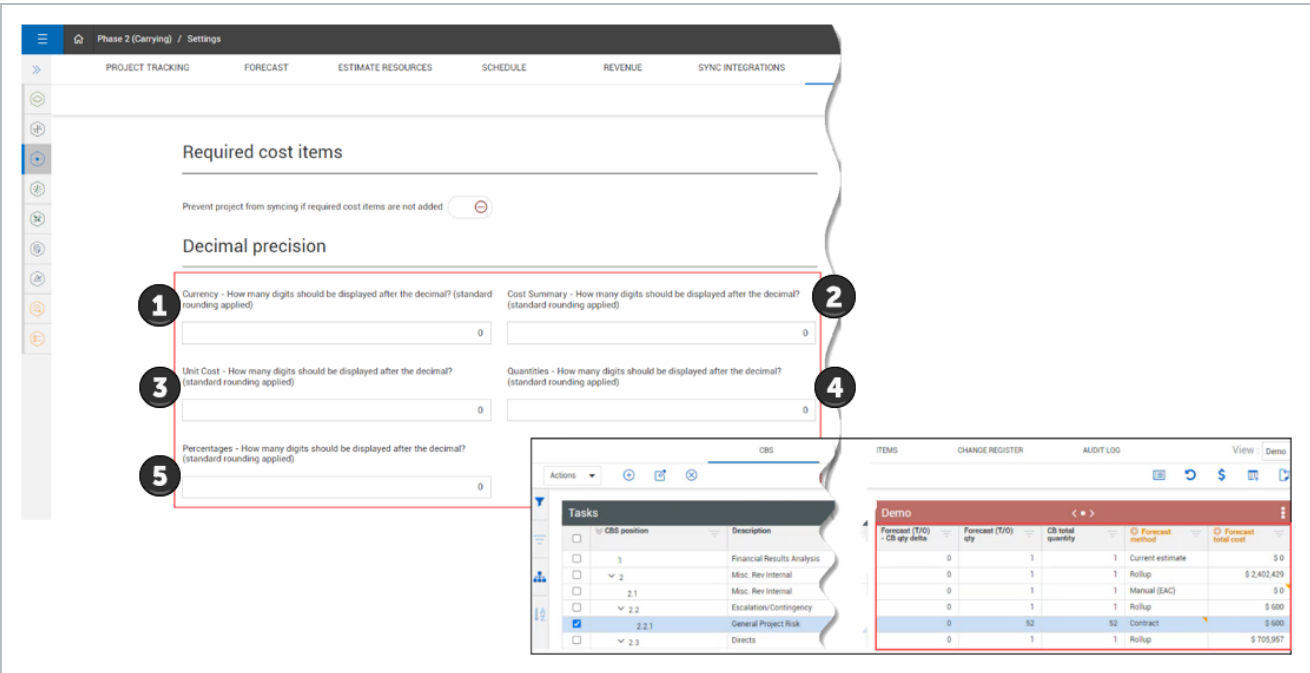 Phase 2 (Carrying) / Settings
PROJECT TRACKING FORECAST ESTIMATE RESOURCES SCHEDULE REVENUE SYNC INTEGRATIONS
Required cost items
Prevent project from syncing if required cost items are not added
Decimal precision
1
Currency - How many digits should be displayed after the decimal? (standard
rounding applied)
0
Cost Summary - How many digits should be displayed after the decimal?
(standard rounding applied)
0
2
3
Unit Cost - How many digits should be displayed after the decimal?
(standard rounding applied)
0
Quantities - How many digits should be displayed after the decimal?
(standard rounding applied)
0
4
5
Percentages - How many digits should be displayed after the decimal?
(standard rounding applied)
0
CBS ITEMS CHANGE REGISTER AUDIT LOG View : Demo
Actions
Tasks
CBS position Description
1 Financial Results Analysis
2 Misc. Rev Internal
2.1 Misc. Rev Internal
2.2 Escalation/Contingency
2.2.1 General Project Risk
2.3 Directs
Demo
Forecast (T/O)
- CB qty delta
Forecast (T/O)
qty
CB total
quantity
Forecast
method
Forecast
total cost
0 1 1 Current estimate $ 0
0 1 1 Rollup $ 2,402,429
0 1 1 Manual (EAC) $ 0
0 1 1 Rollup $ 600
0 52 52 Contract $ 600
0 1 1 Rollup $ 705,957